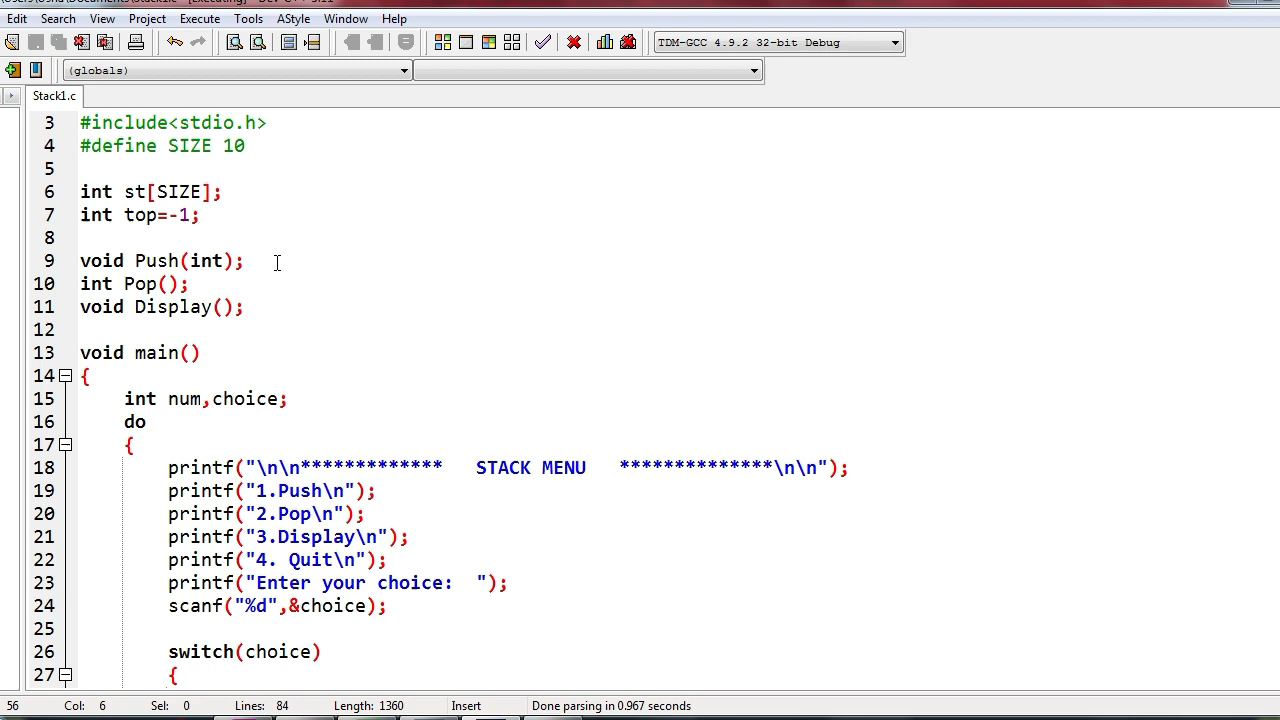 Edit Search View Project Execute Tools AStyle Window Help
TDM-GCC 4.9.2 32-bit Debug
(globals)
Stack1.c
3 #include<stdio.h>
4 #define SIZE 10
5
6 int st[SIZE];
7 int top=-1;
8
9 void Push(int);
10 int Pop();
11 void Display();
12
13 void main()
14 {
15 int num,choice;
16 do
17 {
18 printf("\n\n************* STACK MENU **************\n\n");
19 printf("1.Push\n");
20 printf("2.Pop\n");
21 printf("3.Display\n");
22 printf("4. Quit\n");
23 printf("Enter your choice: ");
24 scanf("%d",&choice);
25
26 switch(choice)
27 {
56 Col: 6 Sel: 0 Lines: 84 Length: 1360 Insert Done parsing in 0.967 seconds